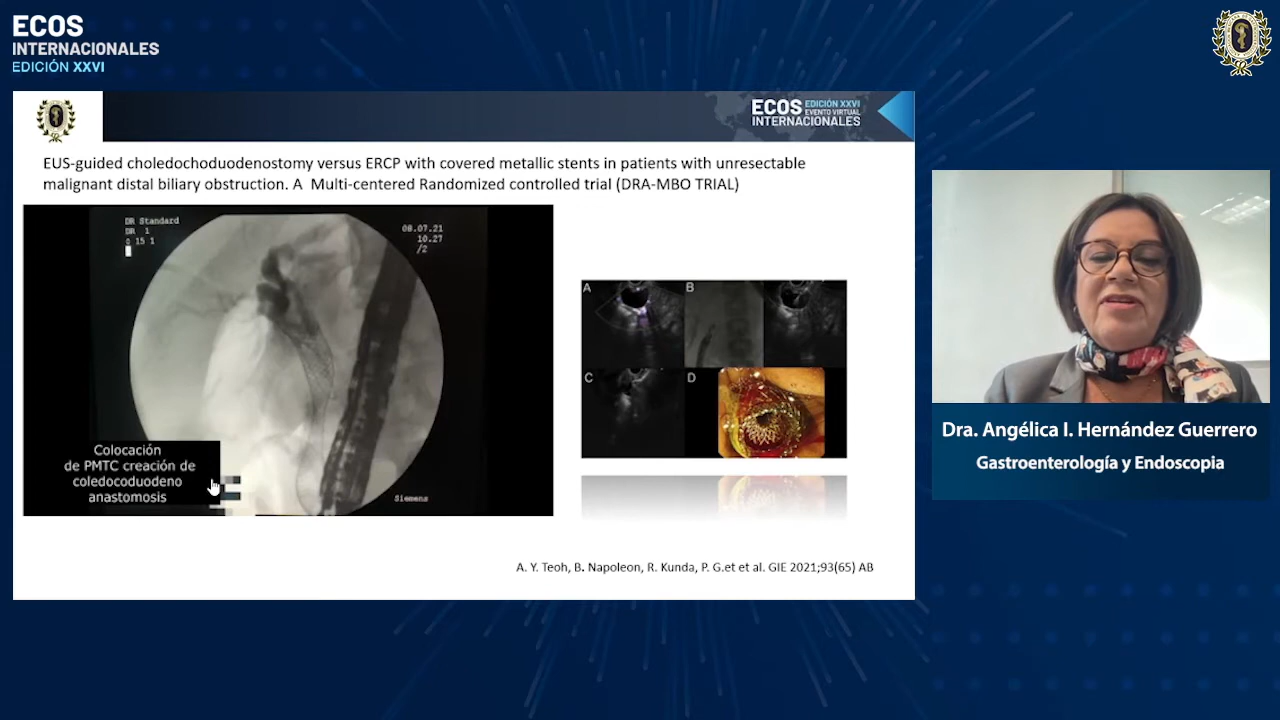 ECOS
INTERNACIONALES
EDICIÓN XXVI
ECOS EDICIÓN XXVI
EVENTO VIRTUAL
INTERNACIONALES
EUS-guided choledochoduodenostomy versus ERCP with covered metallic stents in patients with unresectable
malignant distal biliary obstruction. A Multi-centered Randomized controlled trial (DRA-MBO TRIAL)
DR Standard
DR 1
15 1
08.07.21
10.27
/2
Colocación
de PMTC creación de
coledocoduodeno
anastomosis
Siemens
A
B
C
D
A. Y. Teoh, B. Napoleon, R. Kunda, P. G.et et al. GIE 2021;93(65) AB
Dra. Angélica I. Hernández Guerrero
Gastroenterología y Endoscopia